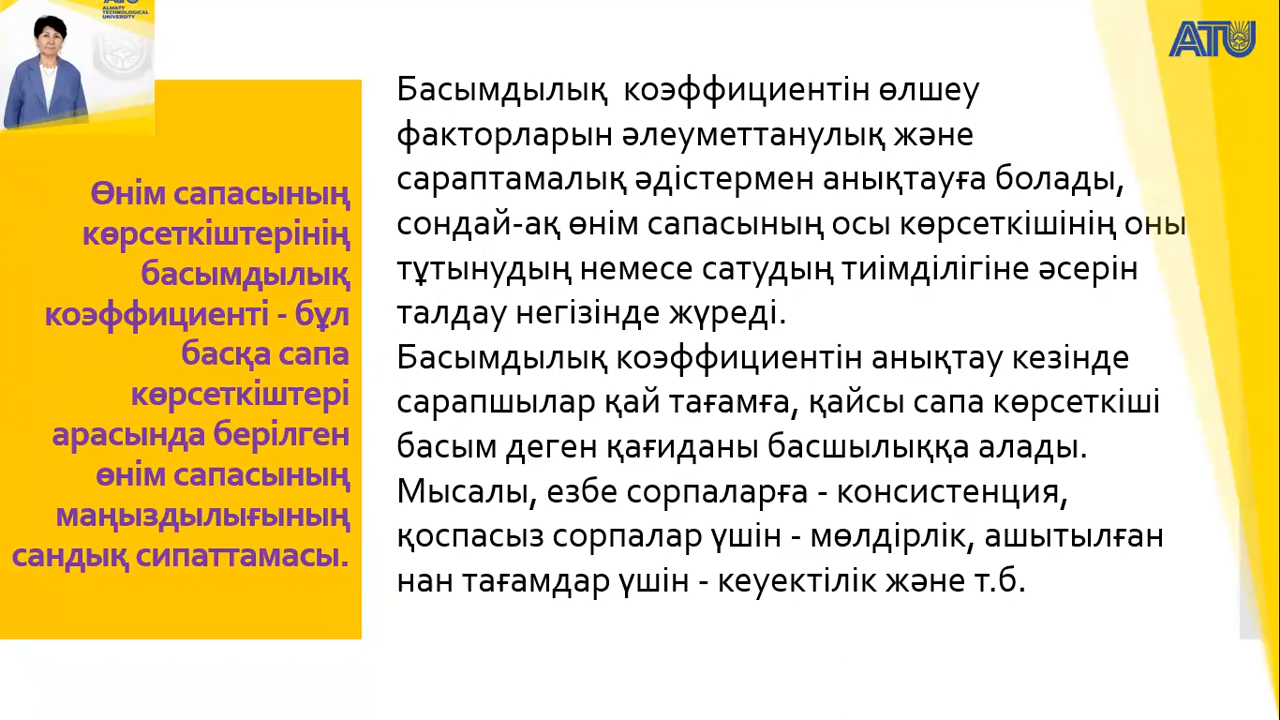 ALMATY
TECHNOLOGICAL
UNIVERSITY
ATU
Өнім сапасының
көрсеткіштерінің
басымдылық
коэффициенті - бұл
басқа сапа
көрсеткіштері
арасында берілген
өнім сапасының
маңыздылығының
сандық сипаттамасы.
Басымдылық коэффициентін өлшеу
факторларын әлеуметтанулық және
сараптамалық әдістермен анықтауға болады,
сондай-ақ өнім сапасының осы көрсеткішінің оны
тұтынудың немесе сатудың тиімділігіне әсерін
талдау негізінде жүреді.
Басымдылық коэффициентін анықтау кезінде
сарапшылар қай тағамға, қайсы сапа көрсеткіші
басым деген қағиданы басшылыққа алады.
Мысалы, езбе сорпаларға - консистенция,
қоспасыз сорпалар үшін - мөлдірлік, ашытылған
нан тағамдар үшін - кеуектілік және т.б.